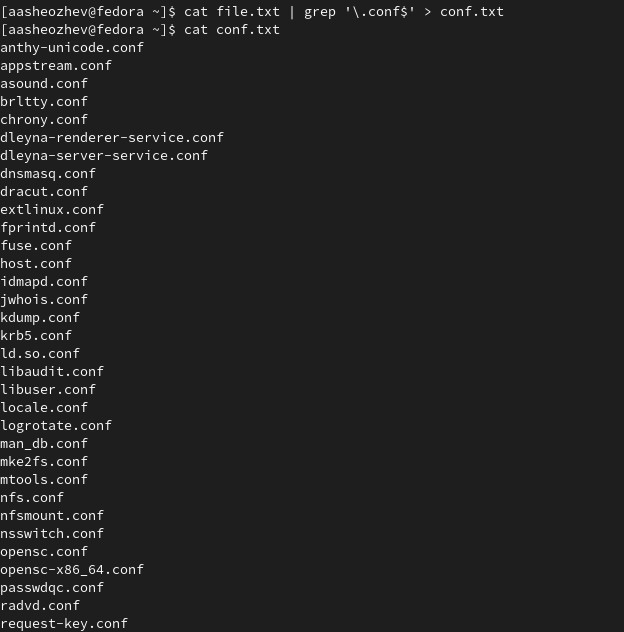 [aasheozhev@fedora ~]$ cat file.txt | grep '\.conf$' > conf.txt
[aasheozhev@fedora ~]$ cat conf.txt
anthy-unicode.conf
appstream.conf
asound.conf
brltty.conf
chrony.conf
dleyna-renderer-service.conf
dleyna-server-service.conf
dnsmasq.conf
dracut.conf
extlinux.conf
fprintd.conf
fuse.conf
host.conf
idmapd.conf
jwhois.conf
kdump.conf
krb5.conf
ld.so.conf
libaudit.conf
libuser.conf
locale.conf
logrotate.conf
man_db.conf
mke2fs.conf
mtools.conf
nfs.conf
nfsmount.conf
nsswitch.conf
opensc.conf
opensc-x86_64.conf
passwdqc.conf
radvd.conf
request-key.conf